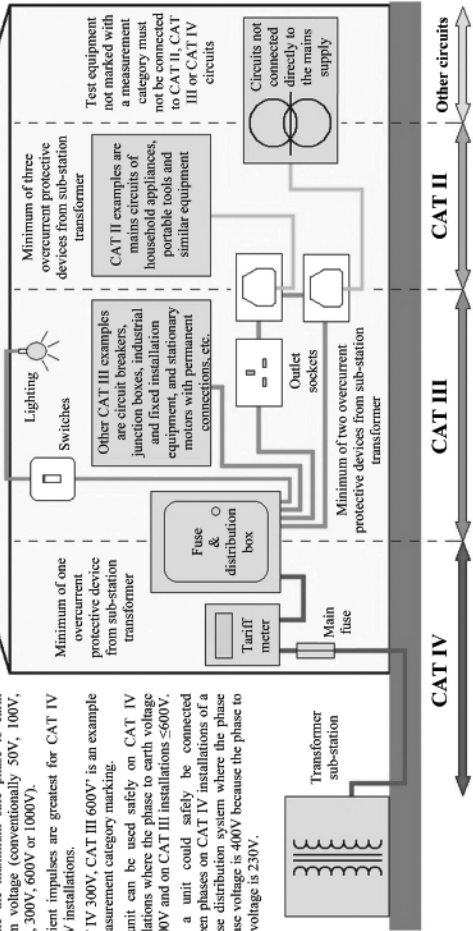 the maximum safe phase to earth
voltage (conventionally 50V, 100V,
300V, 600V or 1000V).
impulses are greatest for CAT IV
installations.
IV 300V, CAT III 600V' is an example
category marking.
unit can be used safely on CAT IV
where the phase to earth voltage
and on CAT III installations ≤600V.
a unit could safely be connected
phases on CAT IV installations of a
distribution system where the phase
voltage is 400V because the phase to
voltage is 230V.
Transformer
sub-station
Minimum of one
overcurrent
protective device
from sub-station
transformer
Tariff
meter
Main
fuse
Fuse
&
distribution
box
Lighting
Switches
Other CAT III examples
are circuit breakers,
junction boxes, industrial
and fixed installation
equipment, and stationary
motors with permanent
connections, etc.
Outlet
sockets
Minimum of two overcurrent
protective devices from sub-station
transformer
Minimum of three
overcurrent protective
devices from sub-station
transformer
CAT II examples are
mains circuits of
household appliances,
portable tools and
similar equipment
Test equipment
not marked with
a measurement
category must
not be connected
to CAT II, CAT
III or CAT IV
circuits
Circuits not
connected
directly to
the mains
supply
CAT IV
CAT III
CAT II
Other circuits